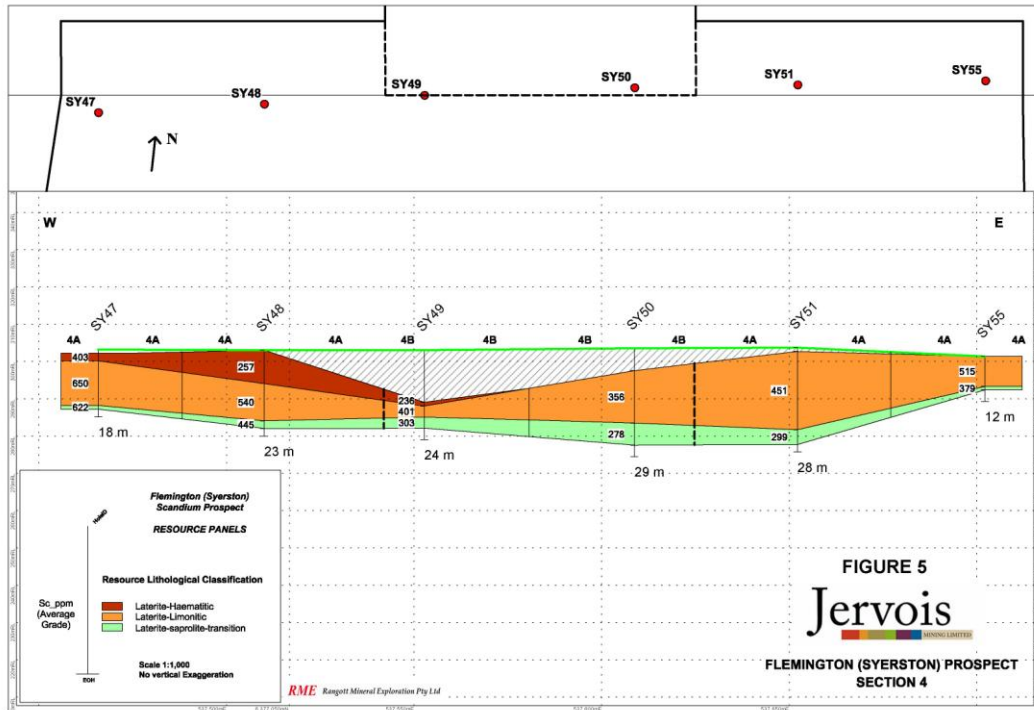 SY47
SY48
SY49
SY50
SY51
SY55
N
W
E
SY47
SY48
SY49
SY50
SY51
SY55
4A 4A 4A 4B 4B 4B 4B 4A 4A 4A 4A
403
650
622
257
540
445
236
401
303
356
278
451
299
515
379
18 m
23 m
24 m
29 m
28 m
12 m
Flemington (Syerston)
Scandium Prospect
RESOURCE PANELS
HoleID
Resource Lithological Classification
Sc_ppm
(Average
Grade)
Laterite-Haematitic
Laterite-Limonitic
Laterite-saprolite-transition
EOH
Scale 1:1,000
No vertical Exaggeration
RME Rangott Mineral Exploration Pty Ltd
FIGURE 5
Jervois
MINING LIMITED
FLEMINGTON (SYERSTON) PROSPECT
SECTION 4